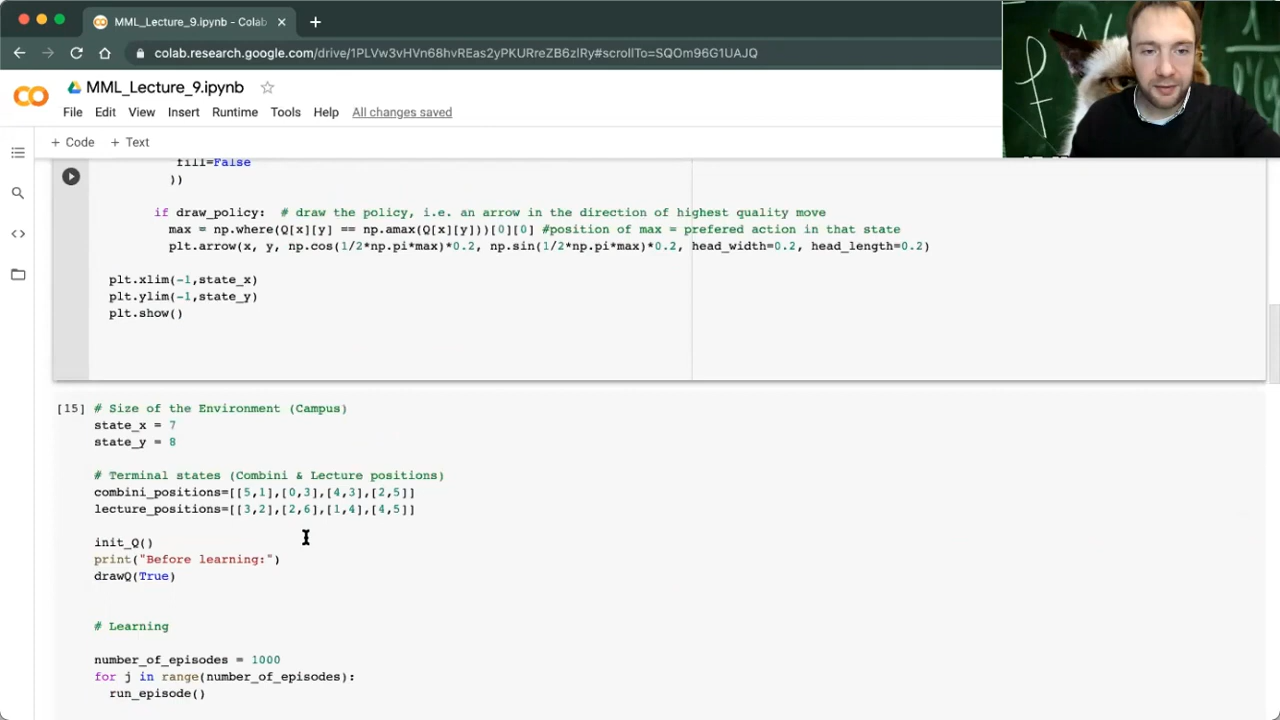 MML_Lecture_9.ipynb - Colab
colab.research.google.com/drive/1PLVw3vHVn68hyREas2yPKURreZB6zIRy#scrollTo=SQOm96G1UAJQ
MML_Lecture_9.ipynb
File Edit View Insert Runtime Tools Help All changes saved
+ Code + Text
fill=False
))
if draw_policy:  # draw the policy, i.e. an arrow in the direction of highest quality move
max = np.where(Q[x][y] == np.amax(Q[x][y]))[0][0] #position of max = prefered action in that state
plt.arrow(x, y, np.cos(1/2*np.pi*max)*0.2, np.sin(1/2*np.pi*max)*0.2, head_width=0.2, head_length=0.2)
plt.xlim(-1,state_x)
plt.ylim(-1,state_y)
plt.show()
[15] # Size of the Environment (Campus)
state_x = 7
state_y = 8
# Terminal states (Combini & Lecture positions)
combini_positions=[[5,1],[0,3],[4,3],[2,5]]
lecture_positions=[[3,2],[2,6],[1,4],[4,5]]
init_Q()
print("Before learning:")
drawQ(True)
# Learning
number_of_episodes = 1000
for j in range(number_of_episodes):
run_episode()